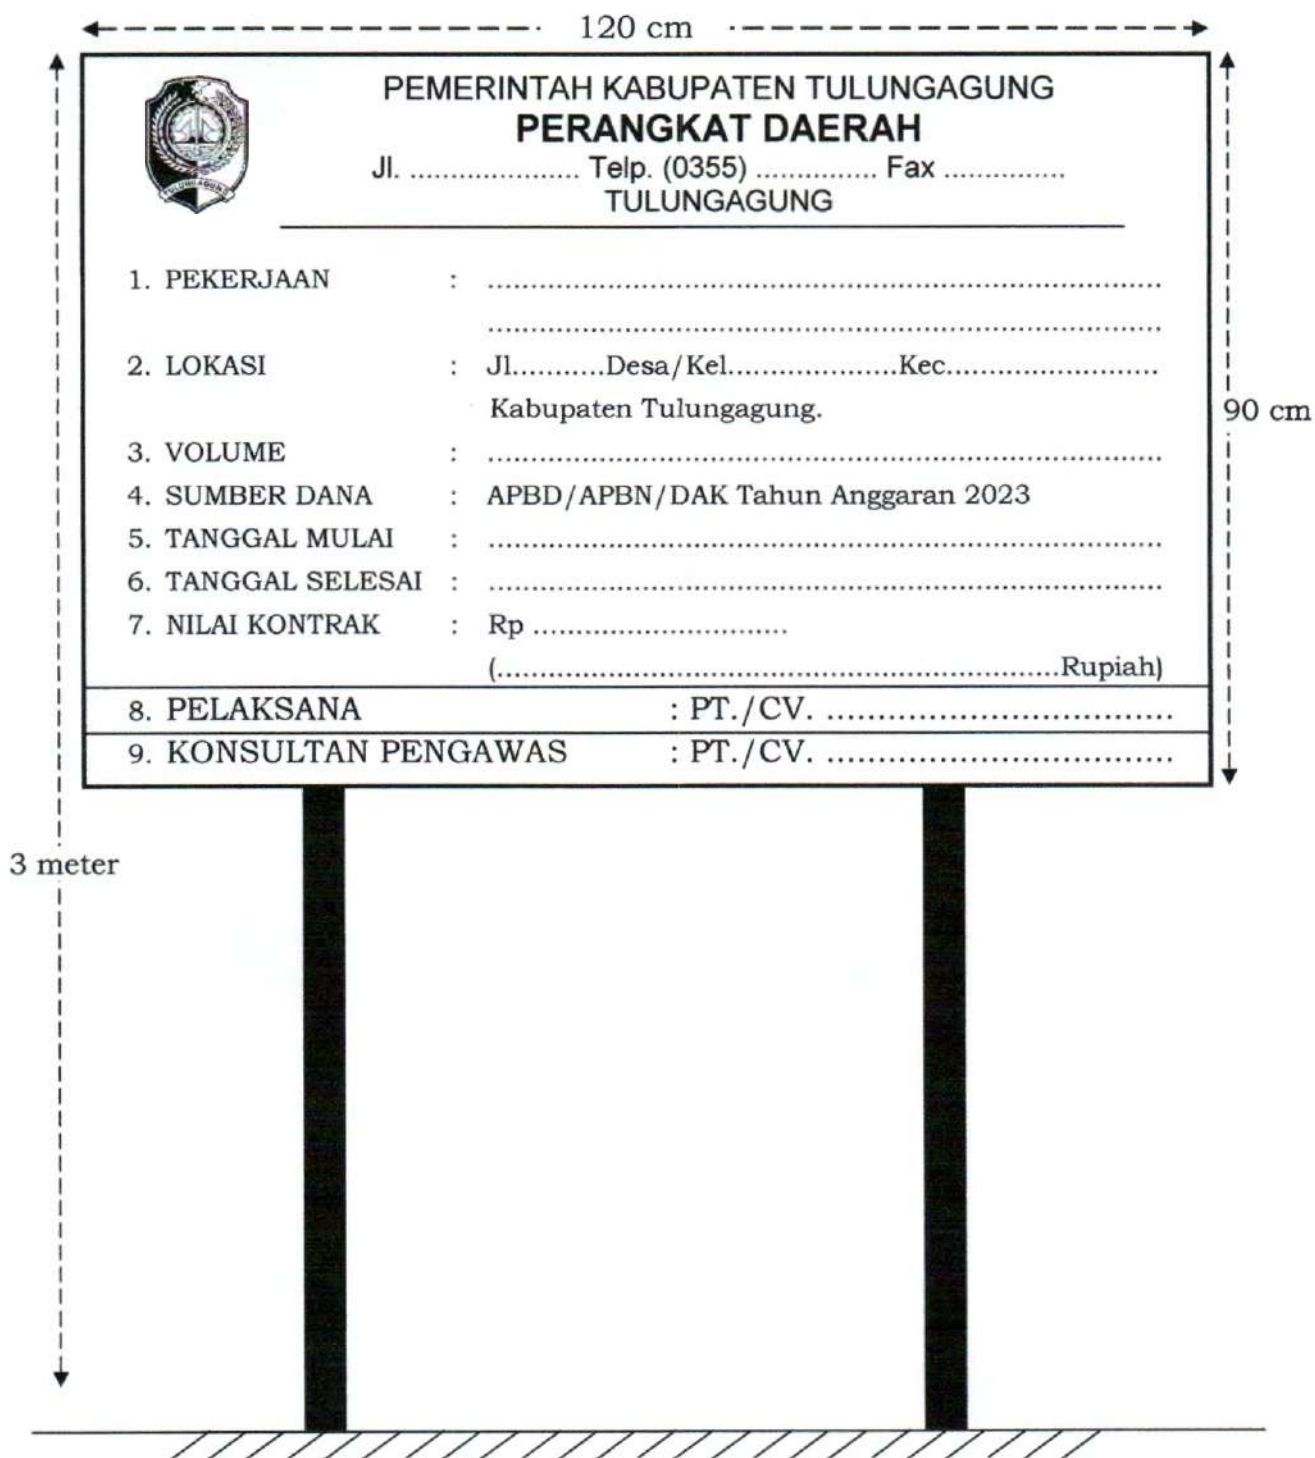 120 cm
PEMERINTAH KABUPATEN TULUNGAGUNG
PERANGKAT DAERAH
Jl. ..................... Telp. (0355) ............... Fax ...............
TULUNGAGUNG
TULUNGAGUNG
1. PEKERJAAN : ..........................................................................
..........................................................................
2. LOKASI : Jl...........Desa/Kel....................Kec.........................
Kabupaten Tulungagung.
90 cm
3. VOLUME : ..........................................................................
4. SUMBER DANA : APBD/APBN/DAK Tahun Anggaran 2023
5. TANGGAL MULAI : ..........................................................................
6. TANGGAL SELESAI : ..........................................................................
7. NILAI KONTRAK : Rp .............................
(.................................................................Rupiah)
8. PELAKSANA : PT./CV. ..................................
9. KONSULTAN PENGAWAS : PT./CV. ..................................
3 meter